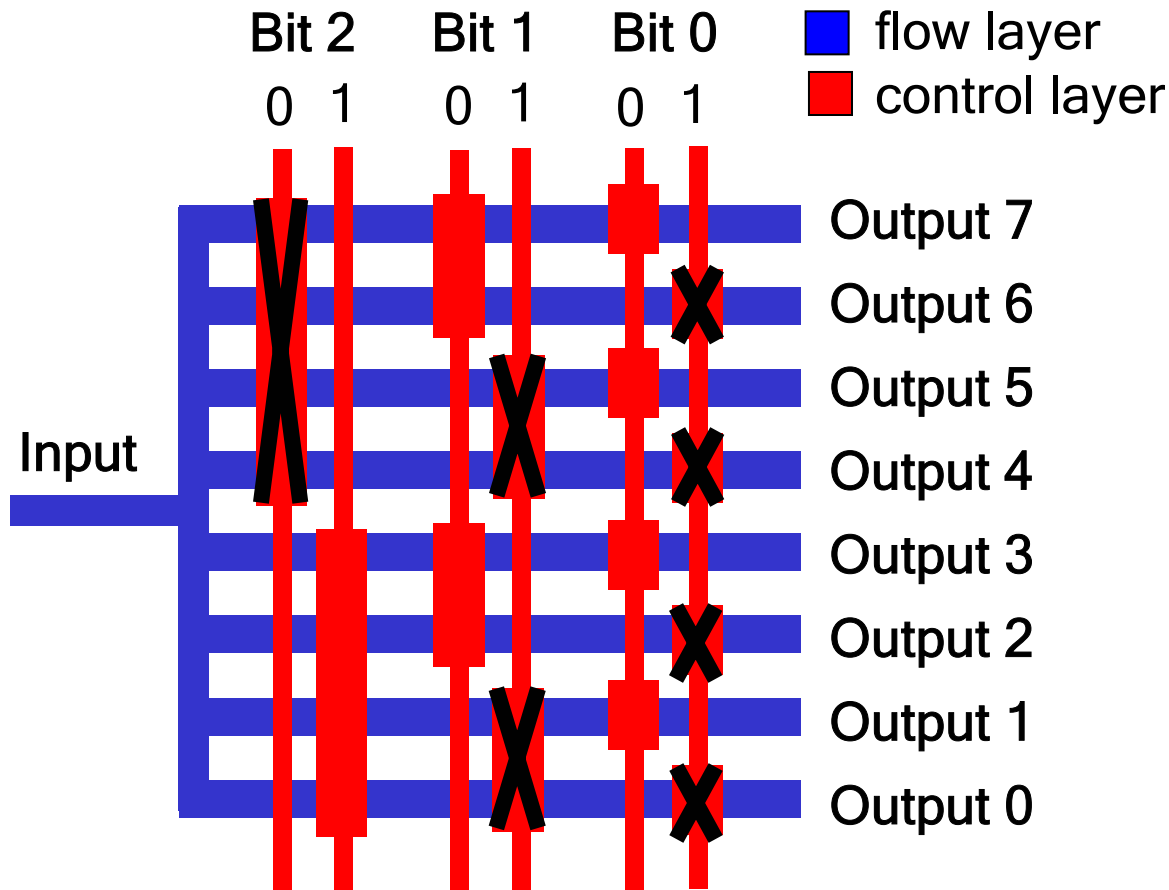 Bit 2 Bit 1 Bit 0
flow layer
control layer
0 1 0 1 0 1
Output 7
Output 6
Output 5
Output 4
Input
Output 3
Output 2
Output 1
Output 0